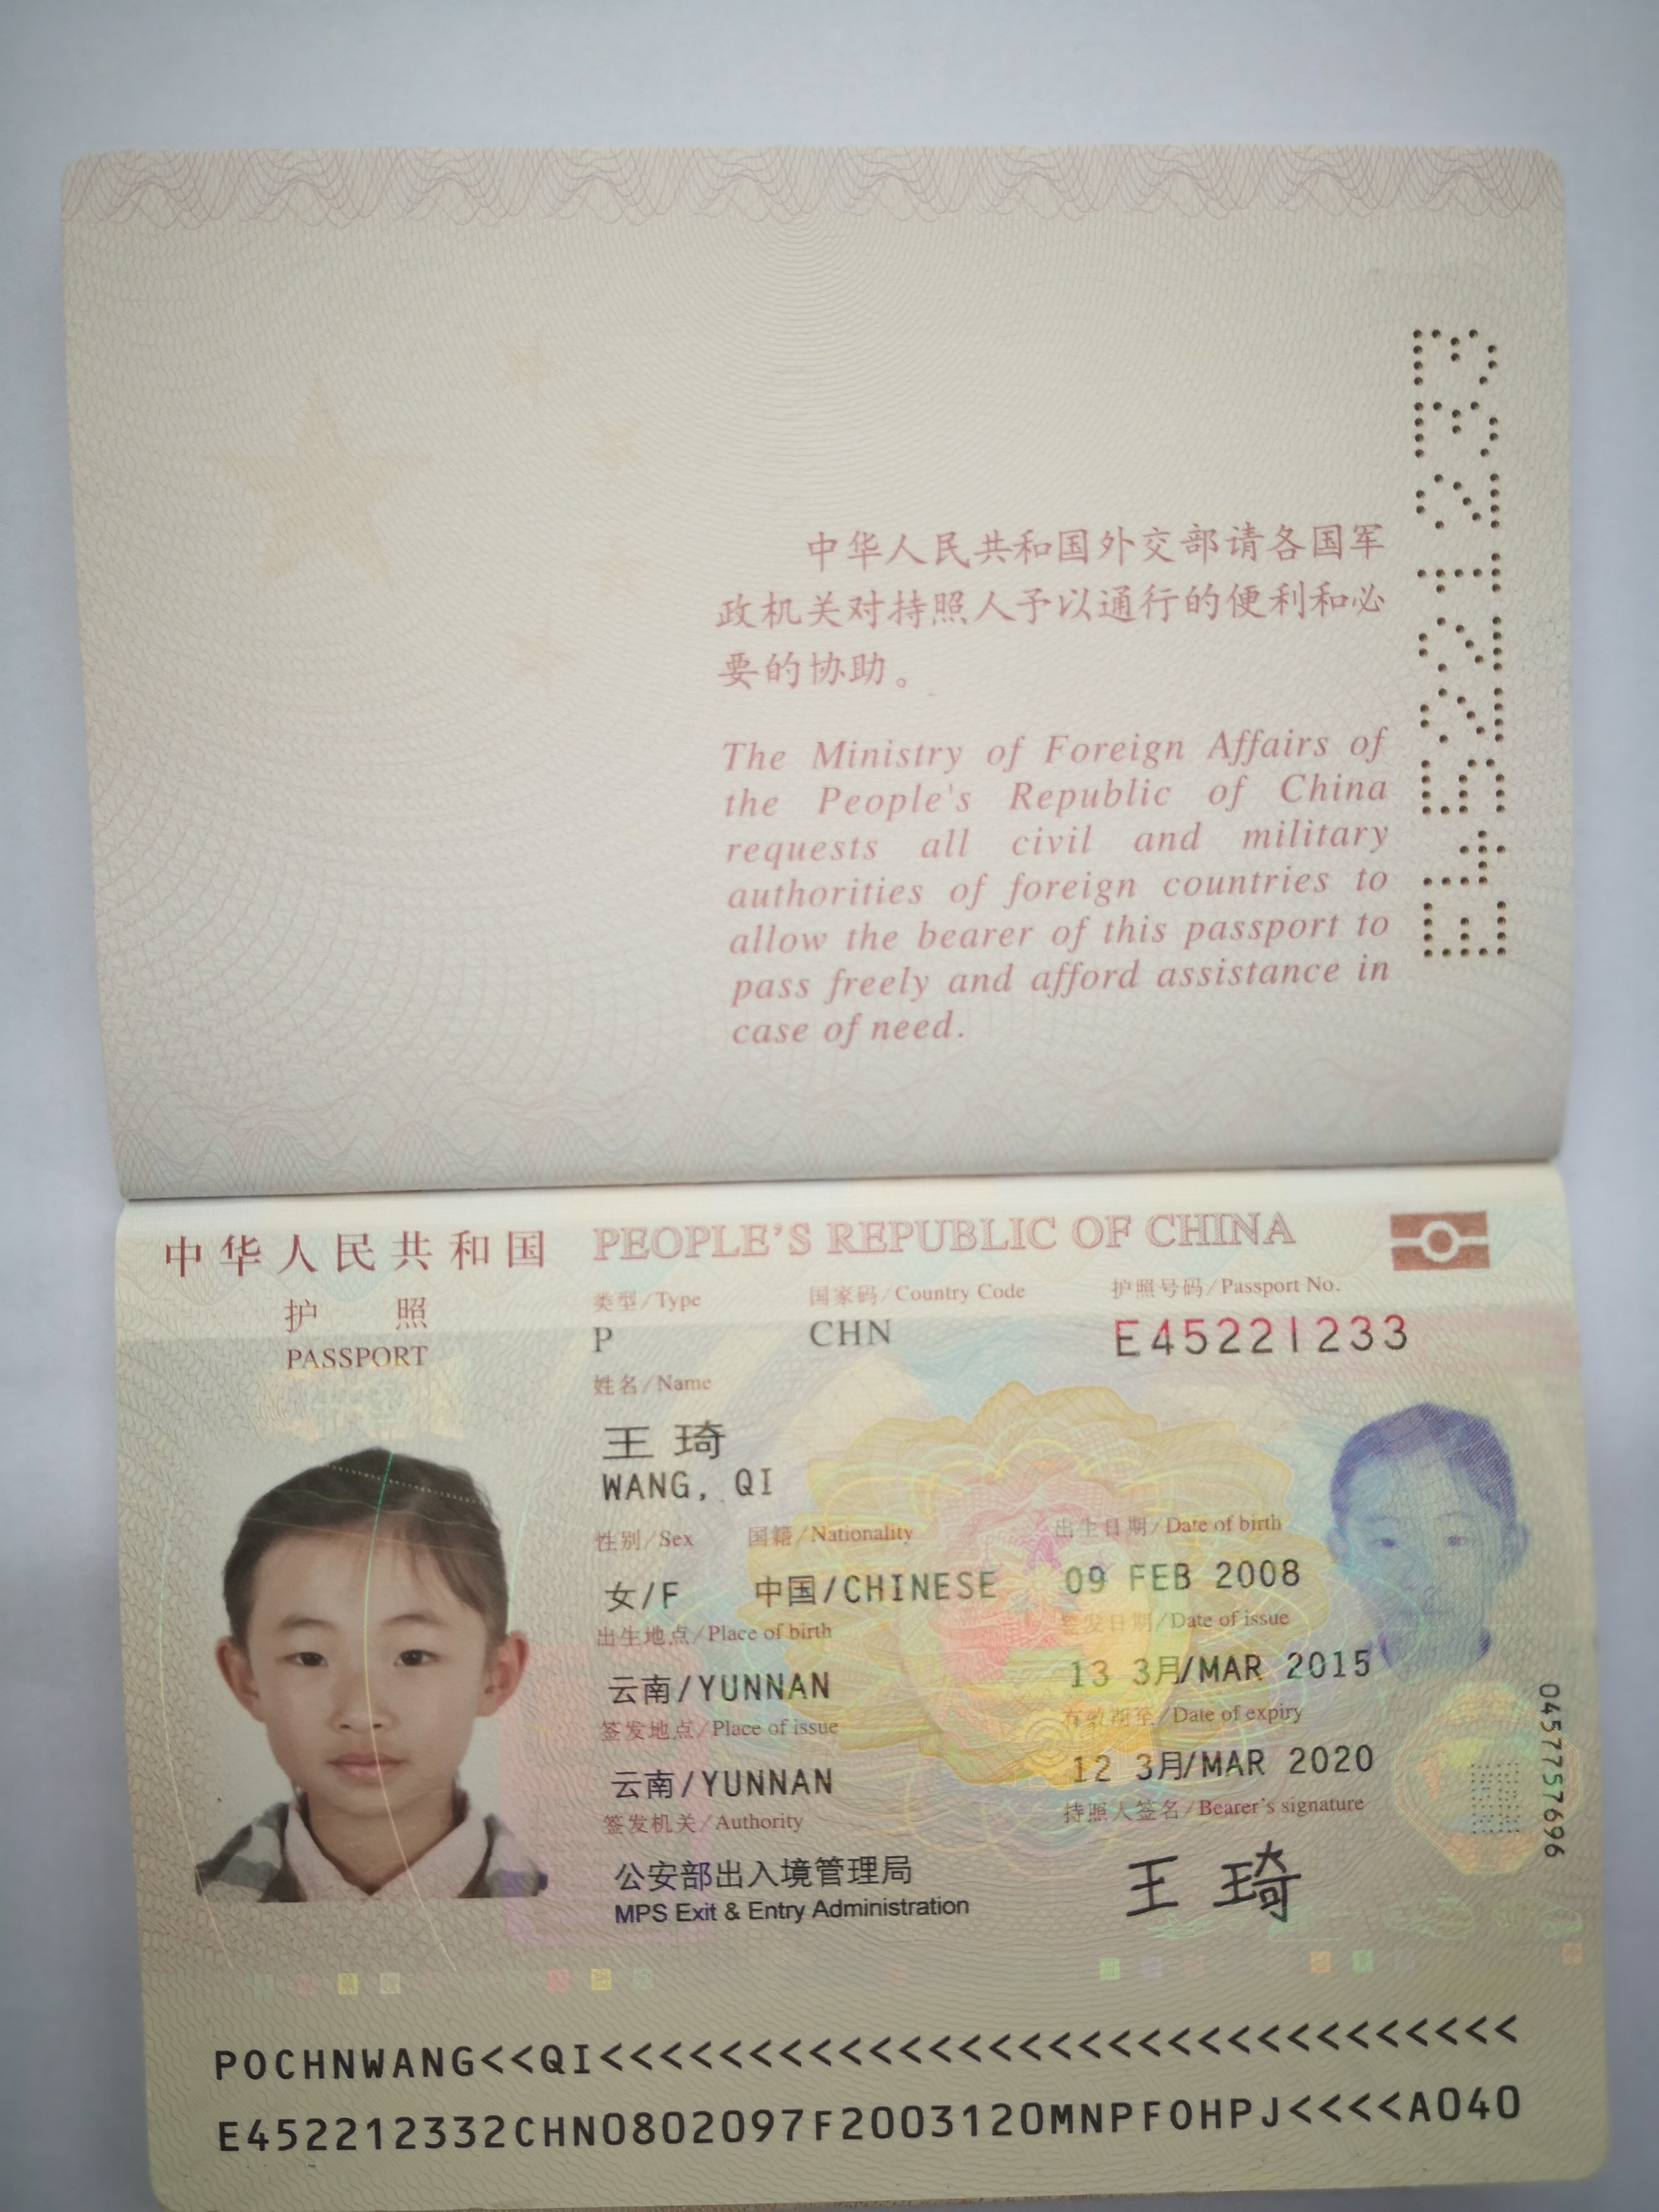 中华人民共和国外交部请各国军
政机关对持照人予以通行的便利和必
要的协助。
The Ministry of Foreign Affairs of
the People's Republic of China
requests all civil and military
authorities of foreign countries to
allow the bearer of this passport to
pass freely and afford assistance in
case of need.
E45221233
中华人民共和国 PEOPLE'S REPUBLIC OF CHINA
护照
PASSPORT
类型/Type 国家码/Country Code 护照号码/Passport No.
P CHN E45221233
姓名/Name
王琦
WANG, QI
性别/Sex 国籍/Nationality 出生日期/Date of birth
女/F 中国/CHINESE 09 FEB 2008
出生地点/Place of birth 签发日期/Date of issue
云南/YUNNAN 13 3月/MAR 2015
签发地点/Place of issue 有效期至/Date of expiry
云南/YUNNAN 12 3月/MAR 2020
签发机关/Authority 持照人签名/Bearer's signature
公安部出入境管理局
MPS Exit & Entry Administration
王琦
0457757696
POCHNWANG<<QI<<<<<<<<<<<<<<<<<<<<<<<<<<<<<<<
E452212332CHN0802097F2003120MNPFOHPJ<<<<A040